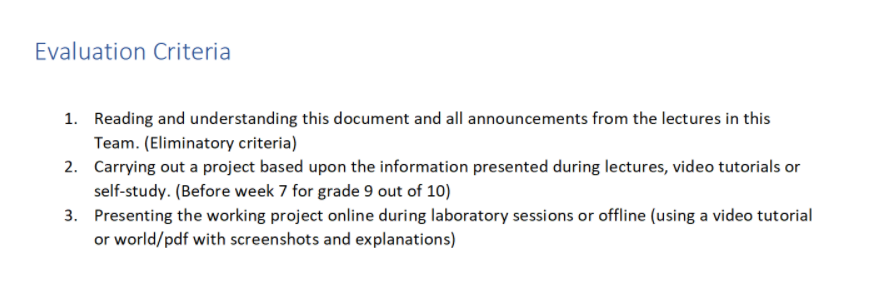 Evaluation Criteria
1. Reading and understanding this document and all announcements from the lectures in this
Team. (Eliminatory criteria)
2. Carrying out a project based upon the information presented during lectures, video tutorials or
self-study. (Before week 7 for grade 9 out of 10)
3. Presenting the working project online during laboratory sessions or offline (using a video tutorial
or world/pdf with screenshots and explanations)